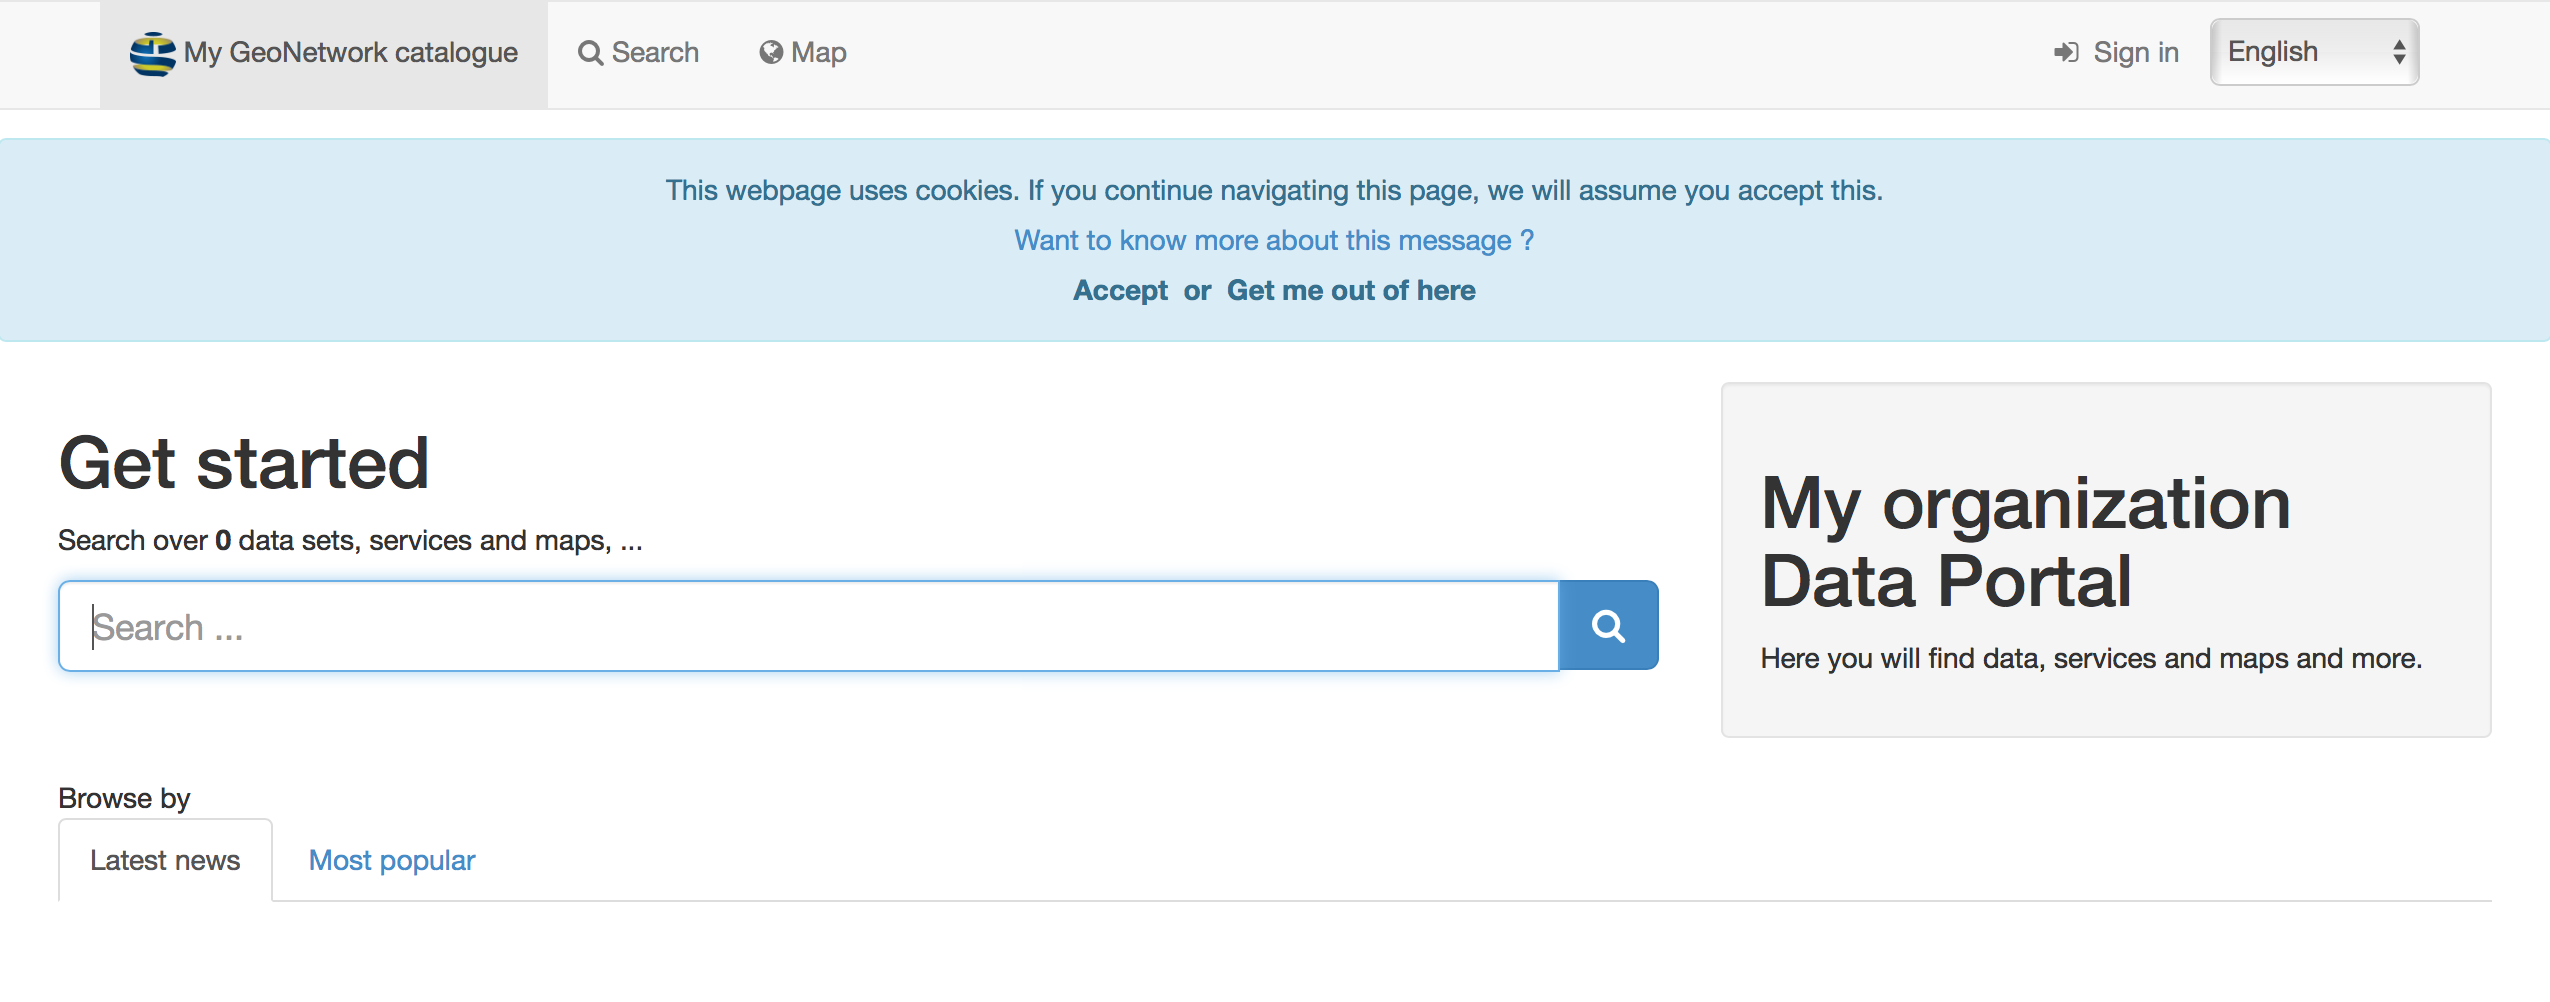 My GeoNetwork catalogue Search Map Sign in English
This webpage uses cookies. If you continue navigating this page, we will assume you accept this.
Want to know more about this message ?
Accept or Get me out of here
Get started
Search over 0 data sets, services and maps, ...
Search ...
My organization
Data Portal
Here you will find data, services and maps and more.
Browse by
Latest news Most popular